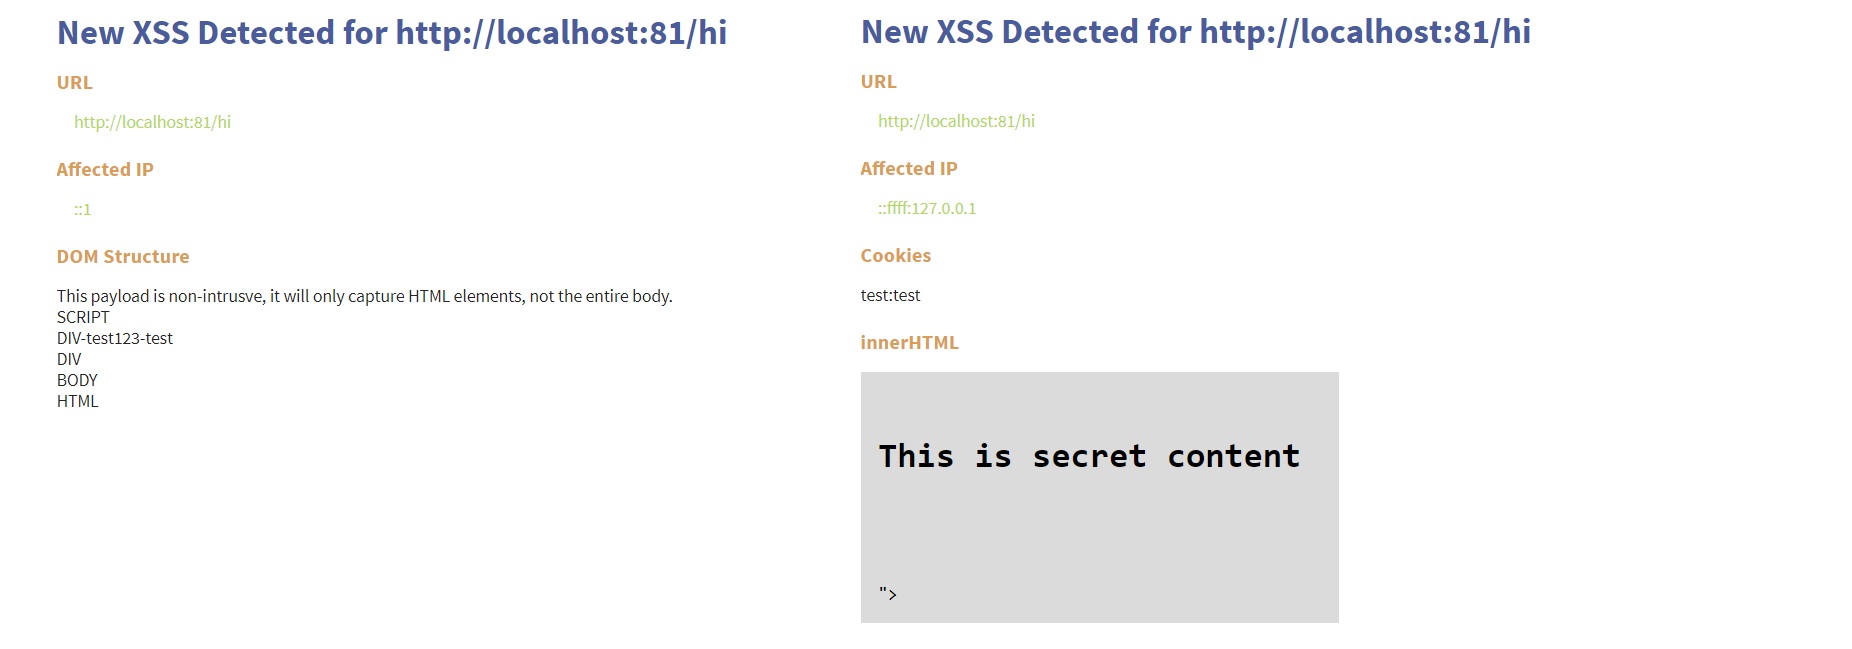 New XSS Detected for http://localhost:81/hi
URL
http://localhost:81/hi
Affected IP
::1
DOM Structure
This payload is non-intrusve, it will only capture HTML elements, not the entire body.
SCRIPT
DIV-test123-test
DIV
BODY
HTML
New XSS Detected for http://localhost:81/hi
URL
http://localhost:81/hi
Affected IP
::ffff:127.0.0.1
Cookies
test:test
innerHTML
This is secret content
">